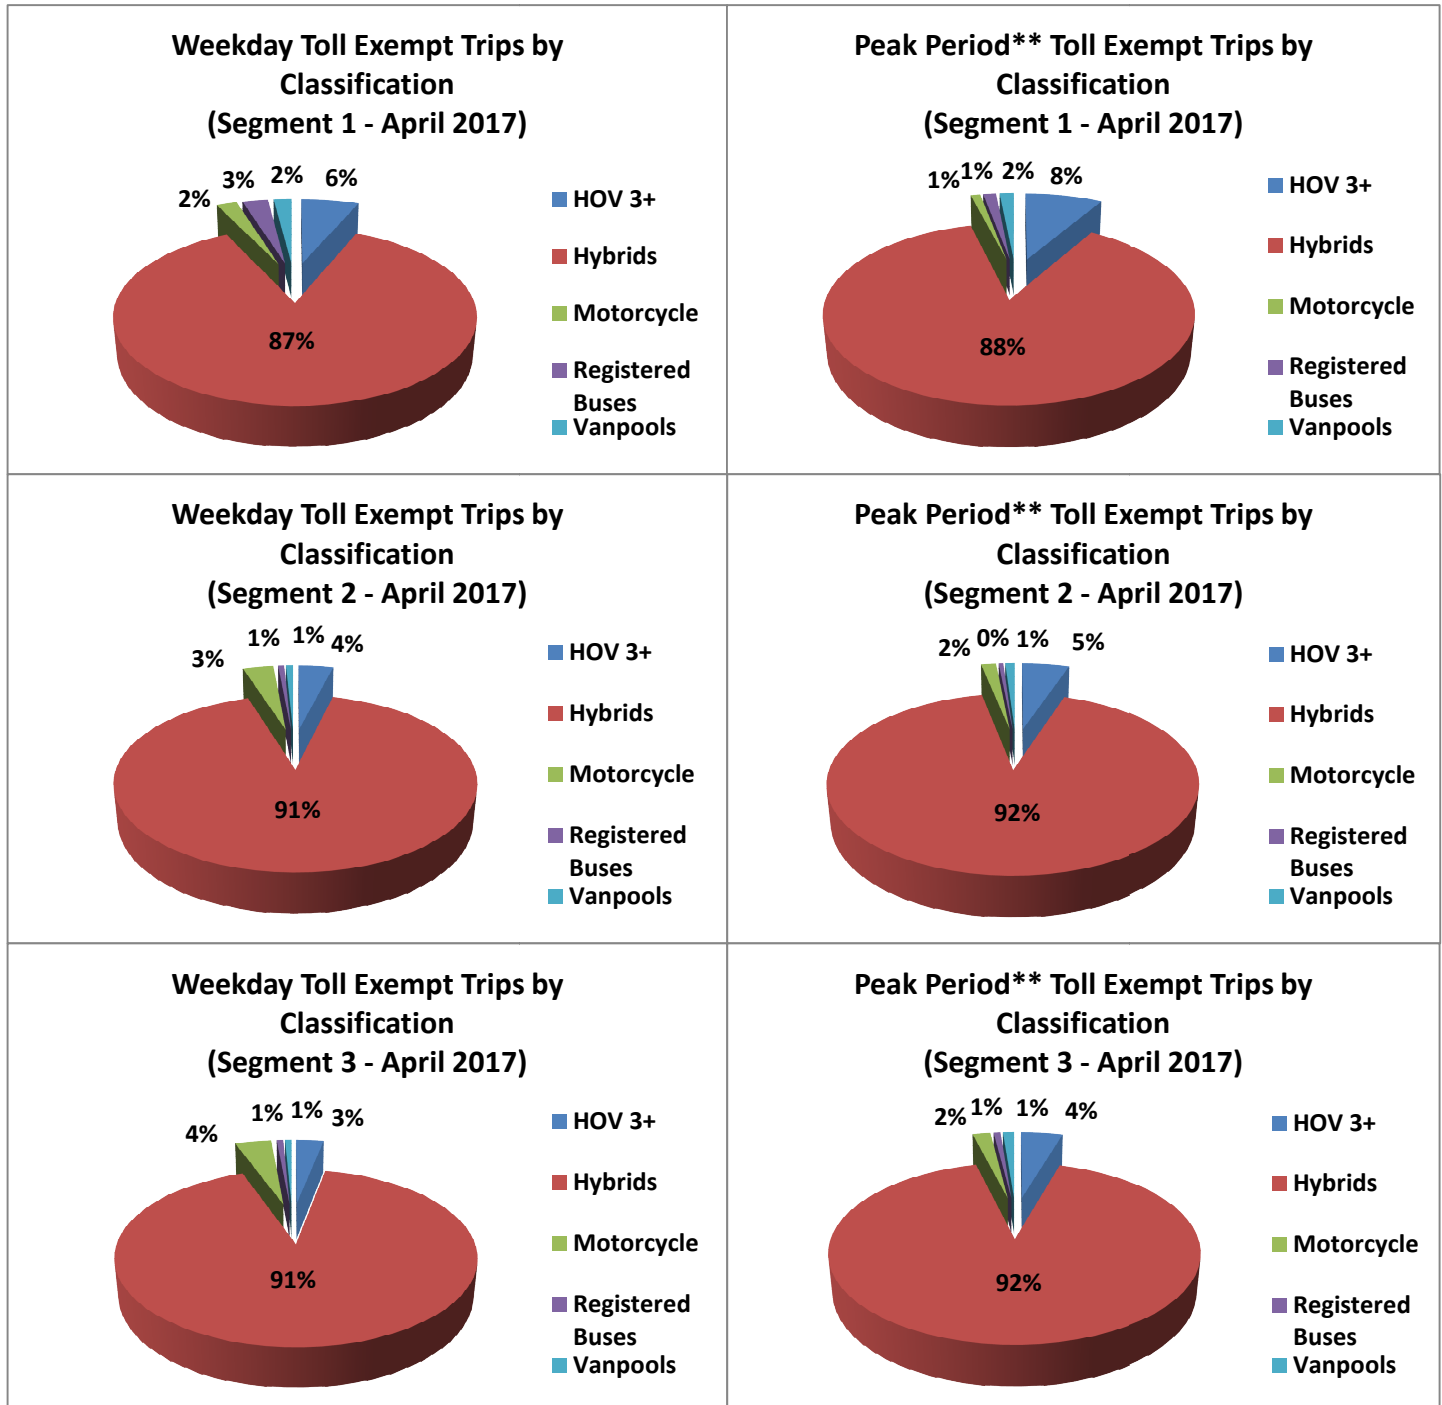 Weekday Toll Exempt Trips by
Classification
(Segment 1 - April 2017)
2%
3%
2%
6%
87%
HOV 3+
Hybrids
Motorcycle
Registered
Buses
Vanpools
Peak Period** Toll Exempt Trips by
Classification
(Segment 1 - April 2017)
1%
1%
2%
8%
88%
HOV 3+
Hybrids
Motorcycle
Registered
Buses
Vanpools
Weekday Toll Exempt Trips by
Classification
(Segment 2 - April 2017)
3%
1%
1%
4%
91%
HOV 3+
Hybrids
Motorcycle
Registered
Buses
Vanpools
Peak Period** Toll Exempt Trips by
Classification
(Segment 2 - April 2017)
2%
0%
1%
5%
92%
HOV 3+
Hybrids
Motorcycle
Registered
Buses
Vanpools
Weekday Toll Exempt Trips by
Classification
(Segment 3 - April 2017)
4%
1%
1%
3%
91%
HOV 3+
Hybrids
Motorcycle
Registered
Buses
Vanpools
Peak Period** Toll Exempt Trips by
Classification
(Segment 3 - April 2017)
2%
1%
1%
4%
92%
HOV 3+
Hybrids
Motorcycle
Registered
Buses
Vanpools